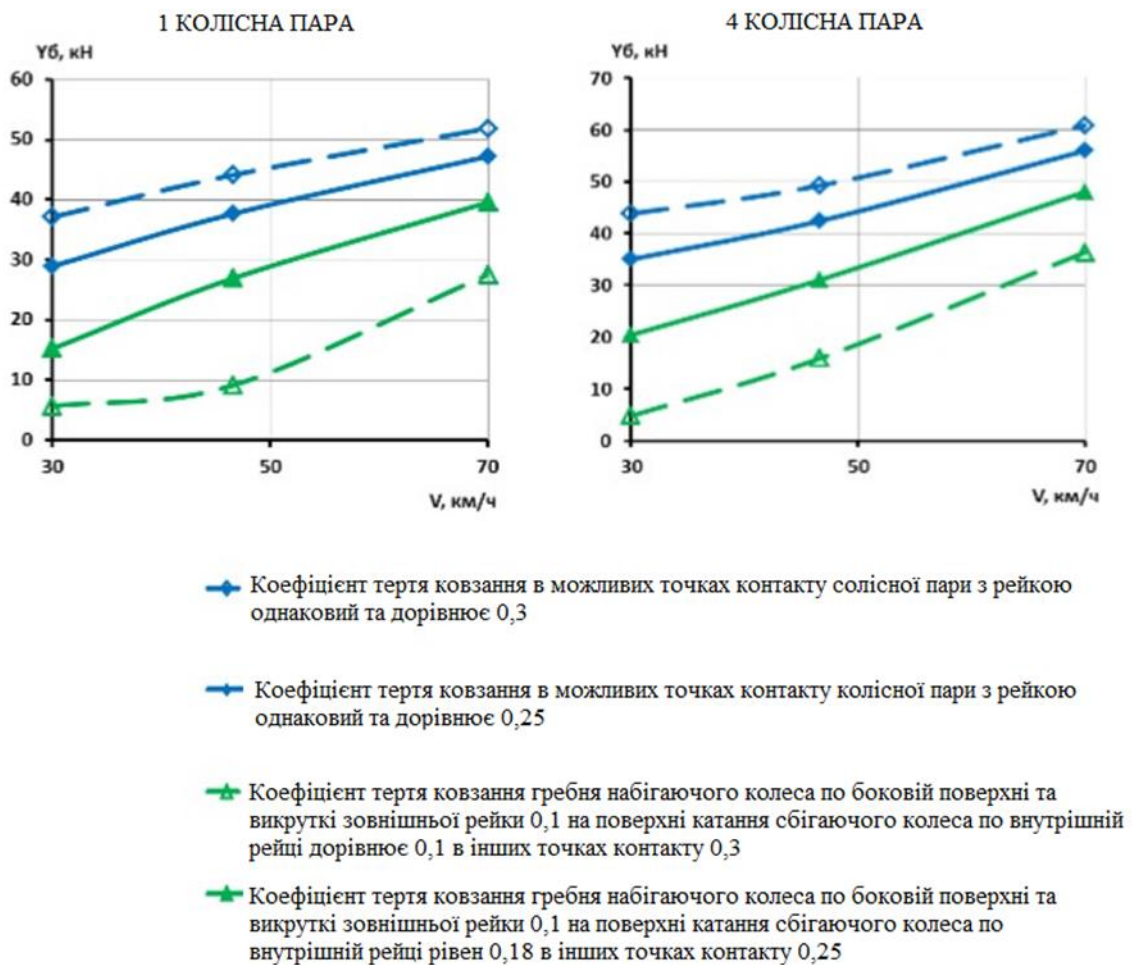 1 КОЛІСНА ПАРА
Yб, кН
60
50
40
30
20
10
0
30
50
70
V, км/ч
4 КОЛІСНА ПАРА
Yб, кН
70
60
50
40
30
20
10
0
30
50
70
V, км/ч
Коефіцієнт тертя ковзання в можливих точках контакту солісної пари з рейкою
однаковий та дорівнює 0,3
Коефіцієнт тертя ковзання в можливих точках контакту колісної пари з рейкою
однаковий та дорівнює 0,25
Коефіцієнт тертя ковзання гребня набігаючого колеса по боковій поверхні та
викруткі зовнішньої рейки 0,1 на поверхні катання сбігаючого колеса по внутрішній
рейці дорівнює 0,1 в інших точках контакту 0,3
Коефіцієнт тертя ковзання гребня набігаючого колеса по боковій поверхні та
викруткі зовнішньої рейки 0,1 на поверхні катання сбігаючого колеса по
внутрішній рейці рівен 0,18 в інших точках контакту 0,25